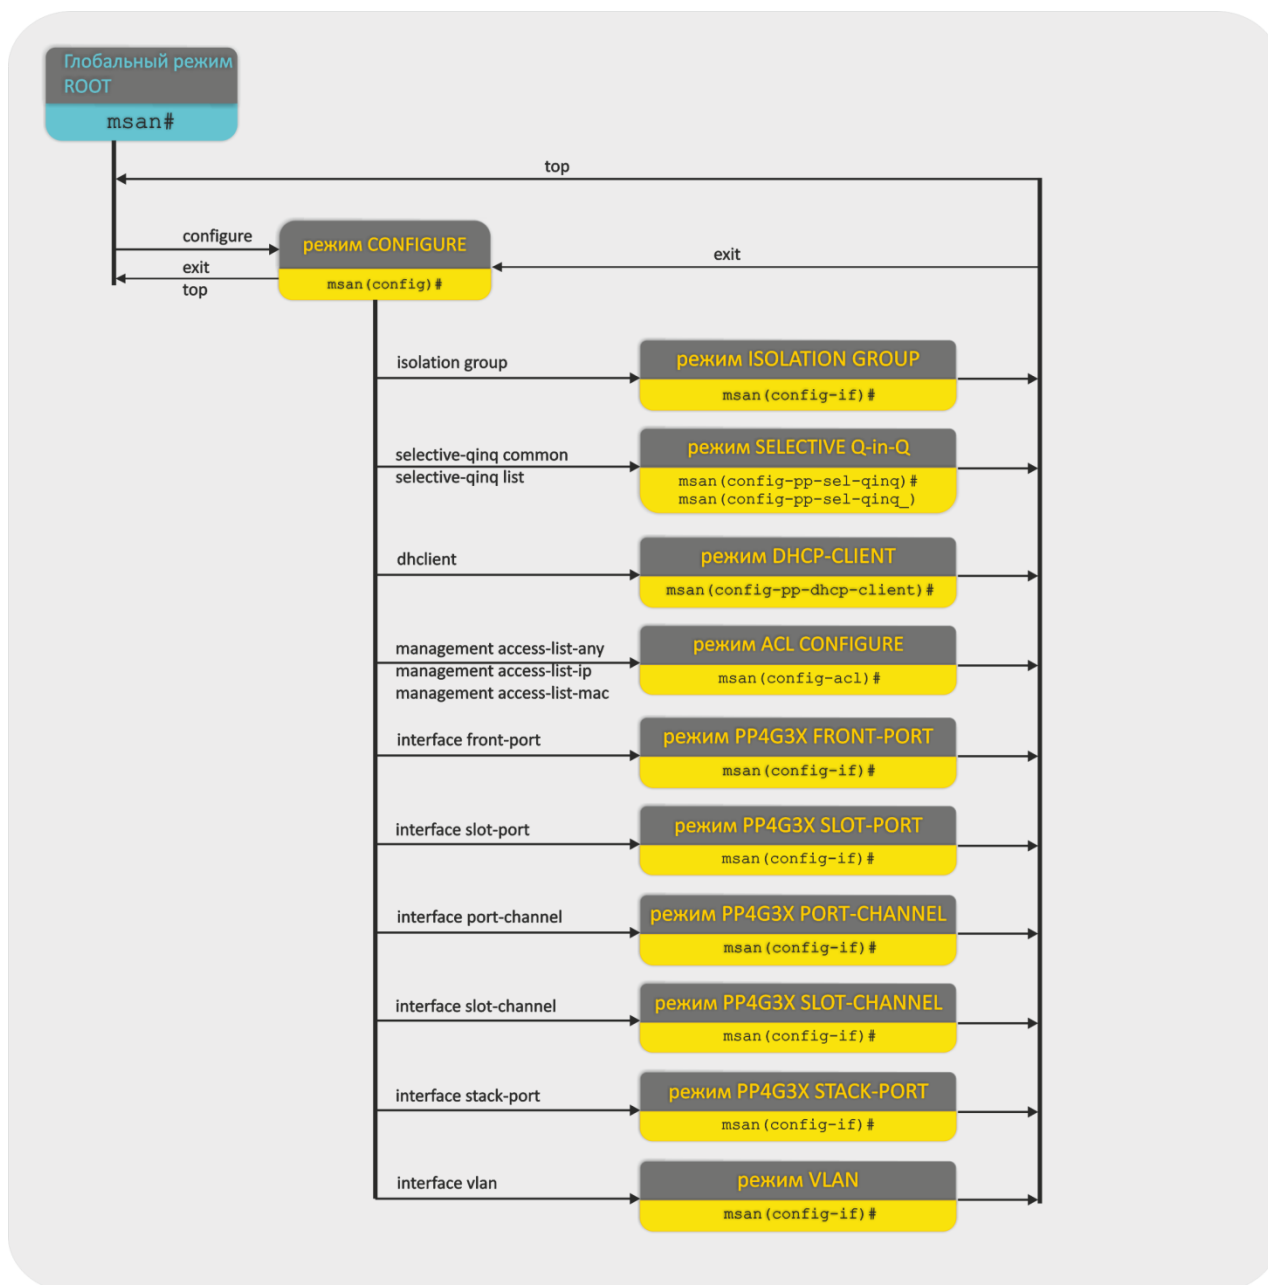 Глобальный режим
ROOT
msan#
top
configure
режим CONFIGURE
exit
exit
top
msan(config)#
isolation group
режим ISOLATION GROUP
msan(config-if)#
selective-qinq common
selective-qinq list
режим SELECTIVE Q-in-Q
msan(config-pp-sel-qinq)#
msan(config-pp-sel-qinq_)
dhclient
режим DHCP-CLIENT
msan(config-pp-dhcp-client)#
management access-list-any
management access-list-ip
management access-list-mac
режим ACL CONFIGURE
msan(config-acl)#
interface front-port
режим PP4G3X FRONT-PORT
msan(config-if)#
interface slot-port
режим PP4G3X SLOT-PORT
msan(config-if)#
interface port-channel
режим PP4G3X PORT-CHANNEL
msan(config-if)#
interface slot-channel
режим PP4G3X SLOT-CHANNEL
msan(config-if)#
interface stack-port
режим PP4G3X STACK-PORT
msan(config-if)#
interface vlan
режим VLAN
msan(config-if)#